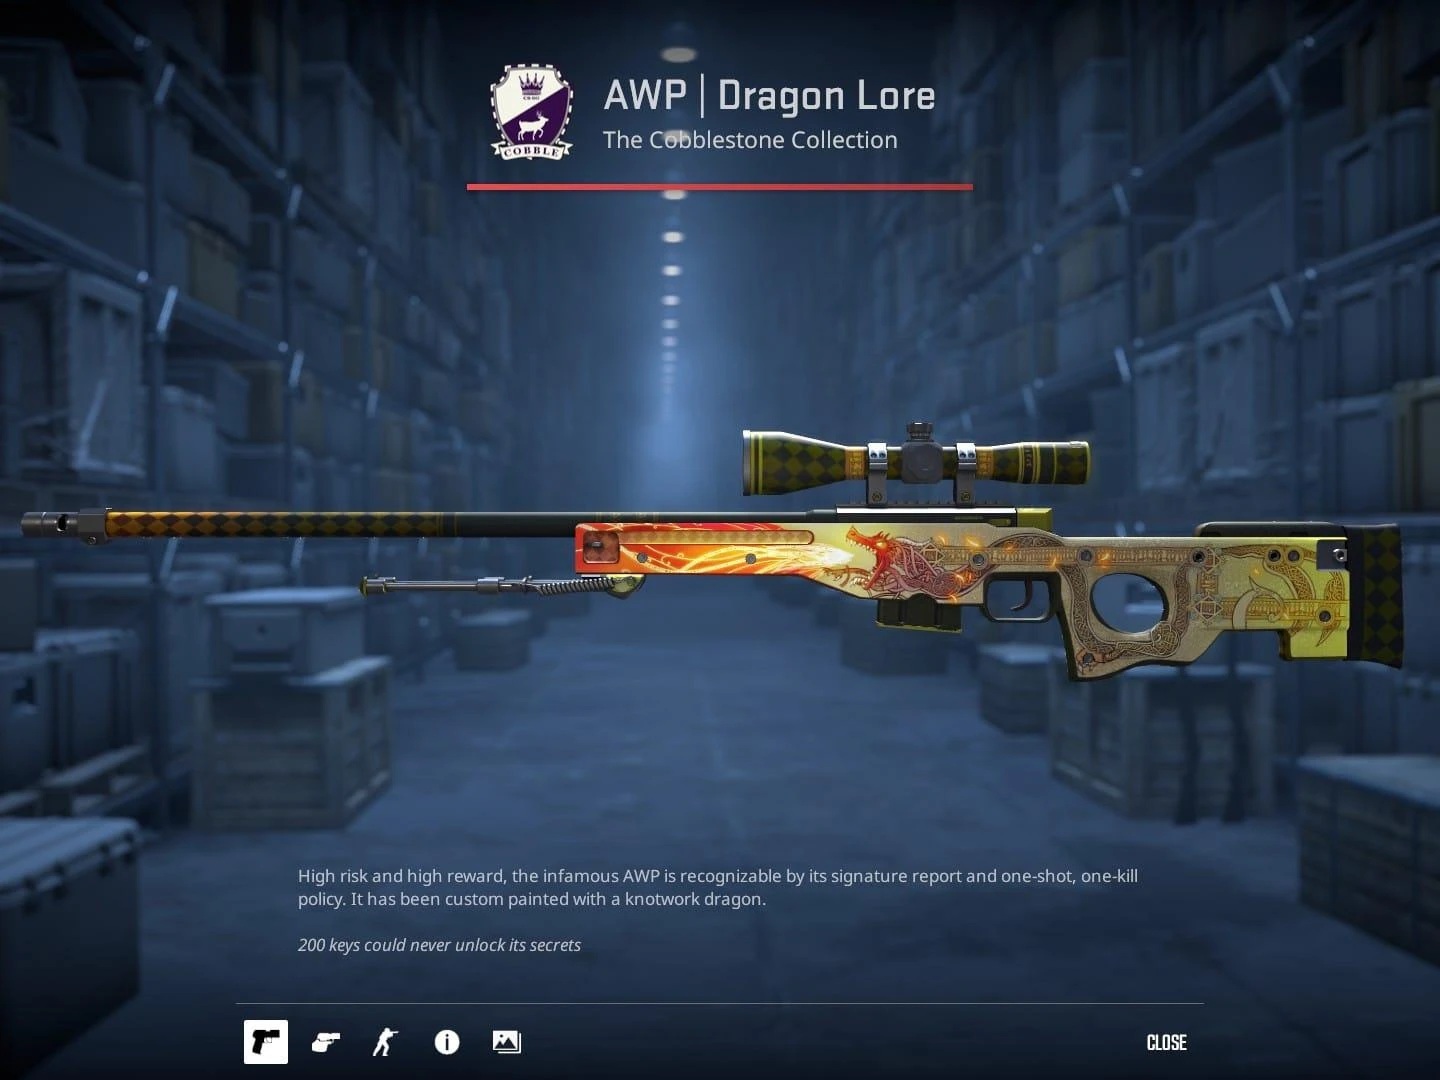 AWP | Dragon Lore
The Cobblestone Collection
COBBLE
High risk and high reward, the infamous AWP is recognizable by its signature report and one-shot, one-kill
policy. It has been custom painted with a knotwork dragon.
200 keys could never unlock its secrets
CLOSE